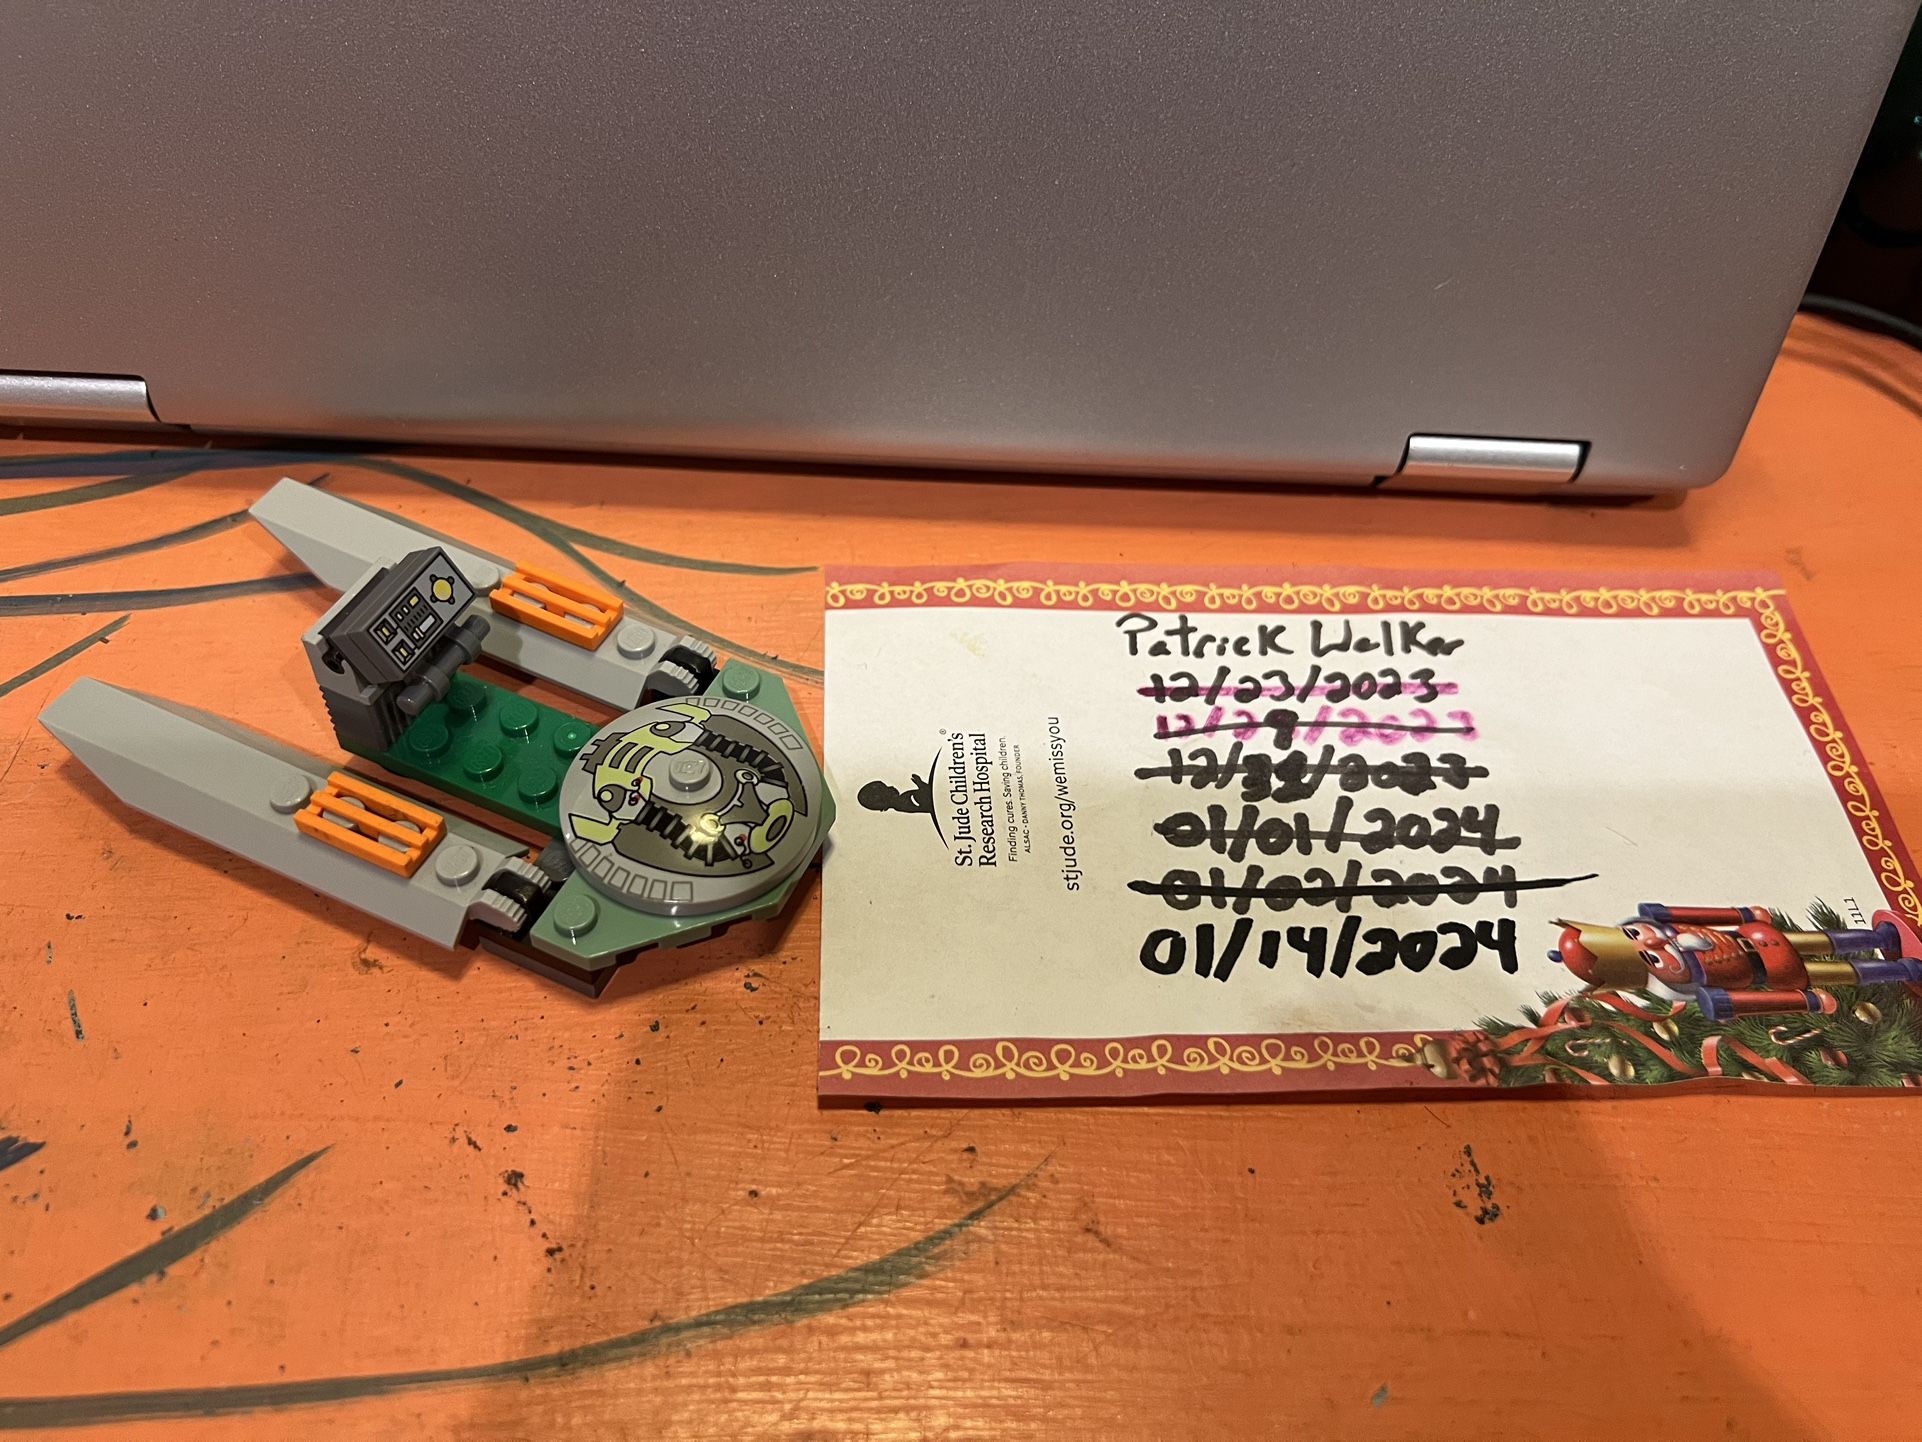 Patrick Walker
12/23/2023
12/29/2023
12/31/2023
01/01/2024
01/02/2024
01/14/2024
St. Jude Children's
Research Hospital
Finding cures. Saving children.
ALSAC • DANNY THOMAS, FOUNDER
stjude.org/wemissyou
11L1